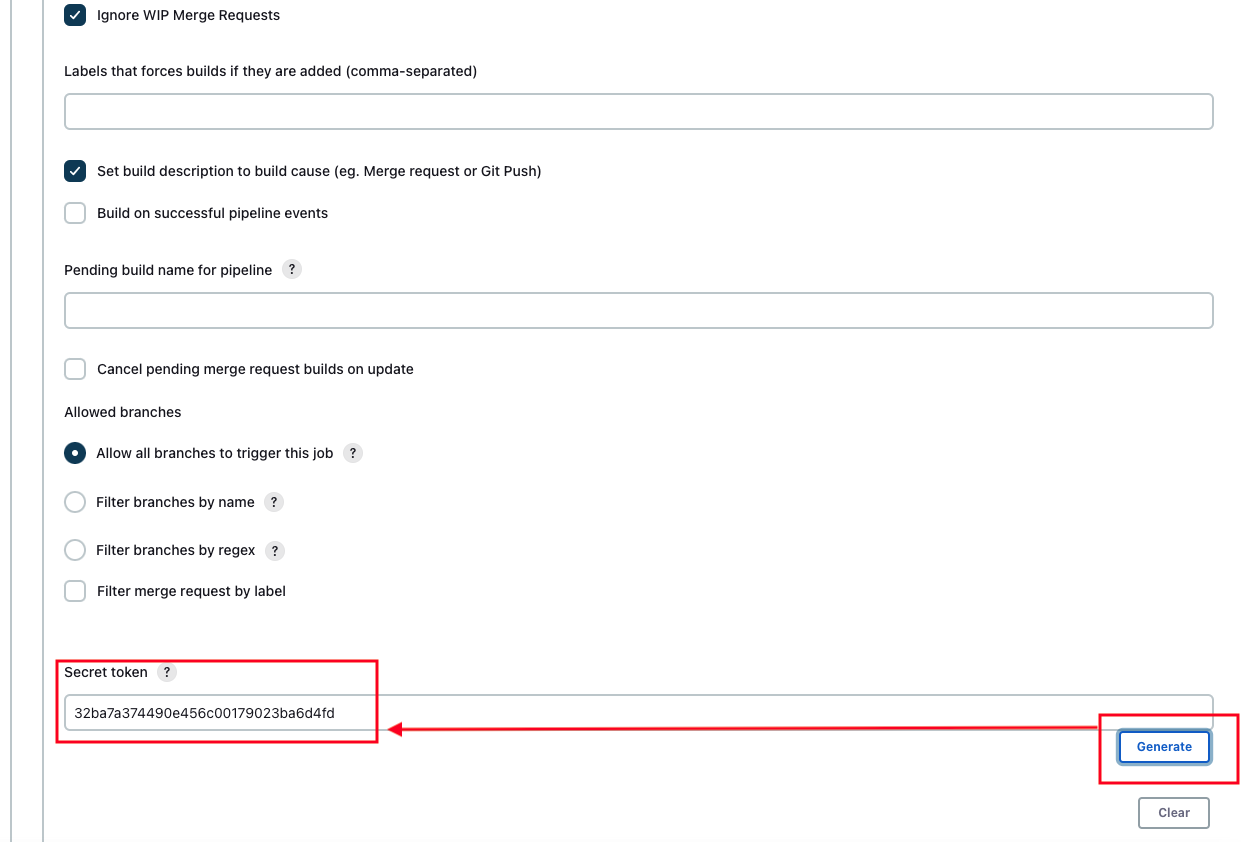 Ignore WIP Merge Requests
Labels that forces builds if they are added (comma-separated)
Set build description to build cause (eg. Merge request or Git Push)
Build on successful pipeline events
Pending build name for pipeline ?
Cancel pending merge request builds on update
Allowed branches
Allow all branches to trigger this job ?
Filter branches by name ?
Filter branches by regex ?
Filter merge request by label
Secret token ?
32ba7a374490e456c00179023ba6d4fd
Generate
Clear